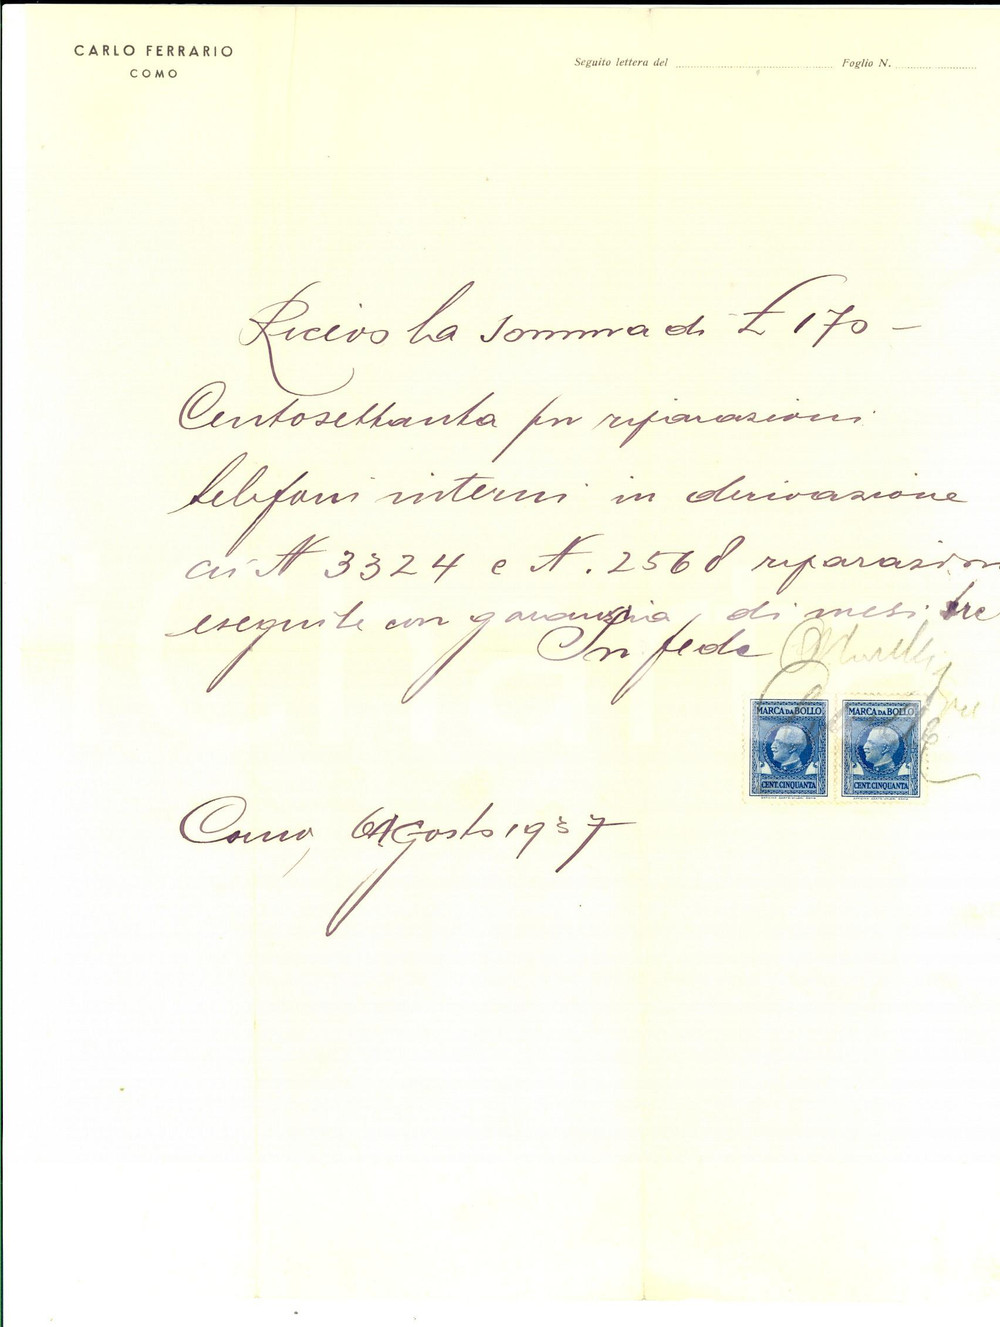 CARLO FERRARIO
COMO
Seguito lettera del
Foglio N.
Ricevo la somma di £ 170 –
Centosettanta per riparazioni
telefoni interni in derivazione
ai N 3324 e N. 2568 riparazioni
eseguite con garanzia di mesi tre
In fede
MARCA DA BOLLO
CENT. CINQUANTA
MARCA DA BOLLO
CENT. CINQUANTA
Como, 6 Agosto 1937